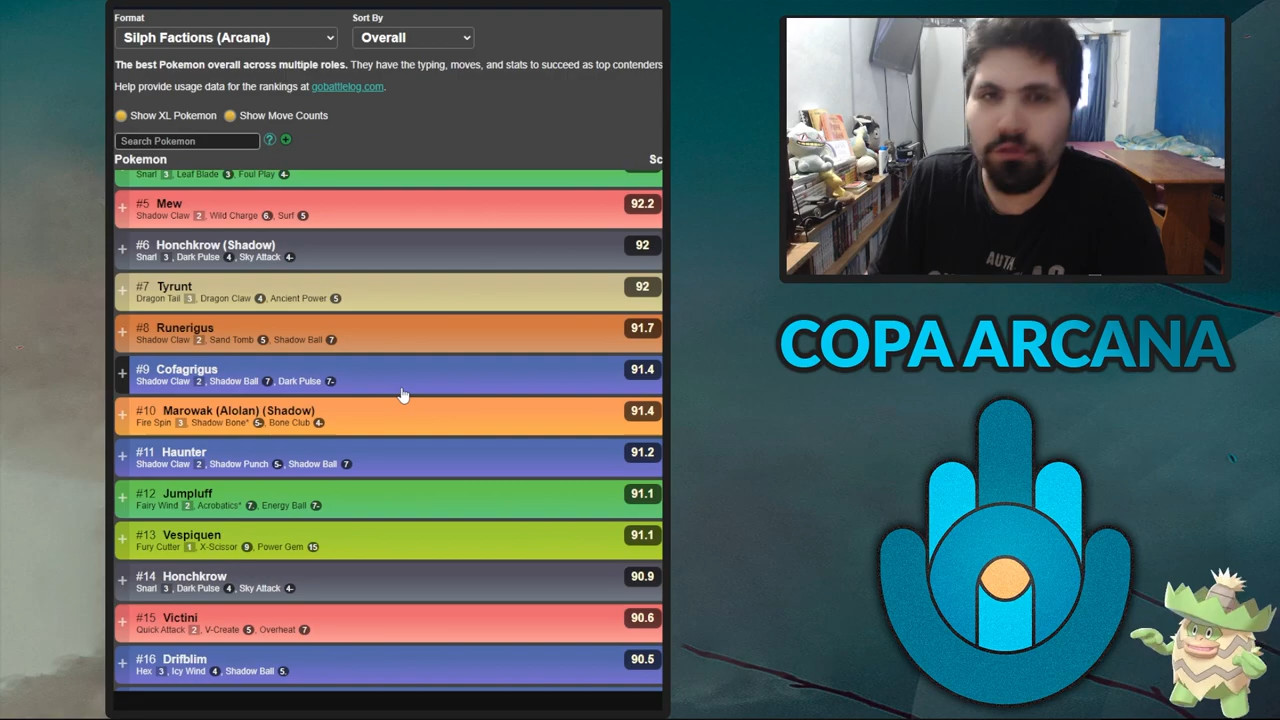 Format
Sort By
Silph Factions (Arcana)
Overall
The best Pokemon overall across multiple roles. They have the typing, moves, and stats to succeed as top contenders
Help provide usage data for the rankings at gobattlelog.com.
Show XL Pokemon
Show Move Counts
Search Pokemon ? +
Pokemon Sc
Snarl 3 , Leaf Blade 3 , Foul Play 4-
+ #5 Mew 92.2
Shadow Claw 2 , Wild Charge 6. , Surf 5
+ #6 Honchkrow (Shadow) 92
Snarl 3 , Dark Pulse 4 , Sky Attack 4-
+ #7 Tyrunt 92
Dragon Tail 3 , Dragon Claw 4 , Ancient Power 5
+ #8 Runerigus 91.7
Shadow Claw 2 , Sand Tomb 5 , Shadow Ball 7
+ #9 Cofagrigus 91.4
Shadow Claw 2 , Shadow Ball 7 , Dark Pulse 7-
+ #10 Marowak (Alolan) (Shadow) 91.4
Fire Spin 3 , Shadow Bone* 5- , Bone Club 4-
+ #11 Haunter 91.2
Shadow Claw 2 , Shadow Punch 5- , Shadow Ball 7
+ #12 Jumpluff 91.1
Fairy Wind 2 , Acrobatics* 7. , Energy Ball 7-
+ #13 Vespiquen 91.1
Fury Cutter 1 , X-Scissor 9 , Power Gem 15
+ #14 Honchkrow 90.9
Snarl 3 , Dark Pulse 4 , Sky Attack 4-
+ #15 Victini 90.6
Quick Attack 2 , V-Create 5 , Overheat 7
+ #16 Drifblim 90.5
Hex 3 , Icy Wind 4 , Shadow Ball 5.
AUTH
COPA ARCANA